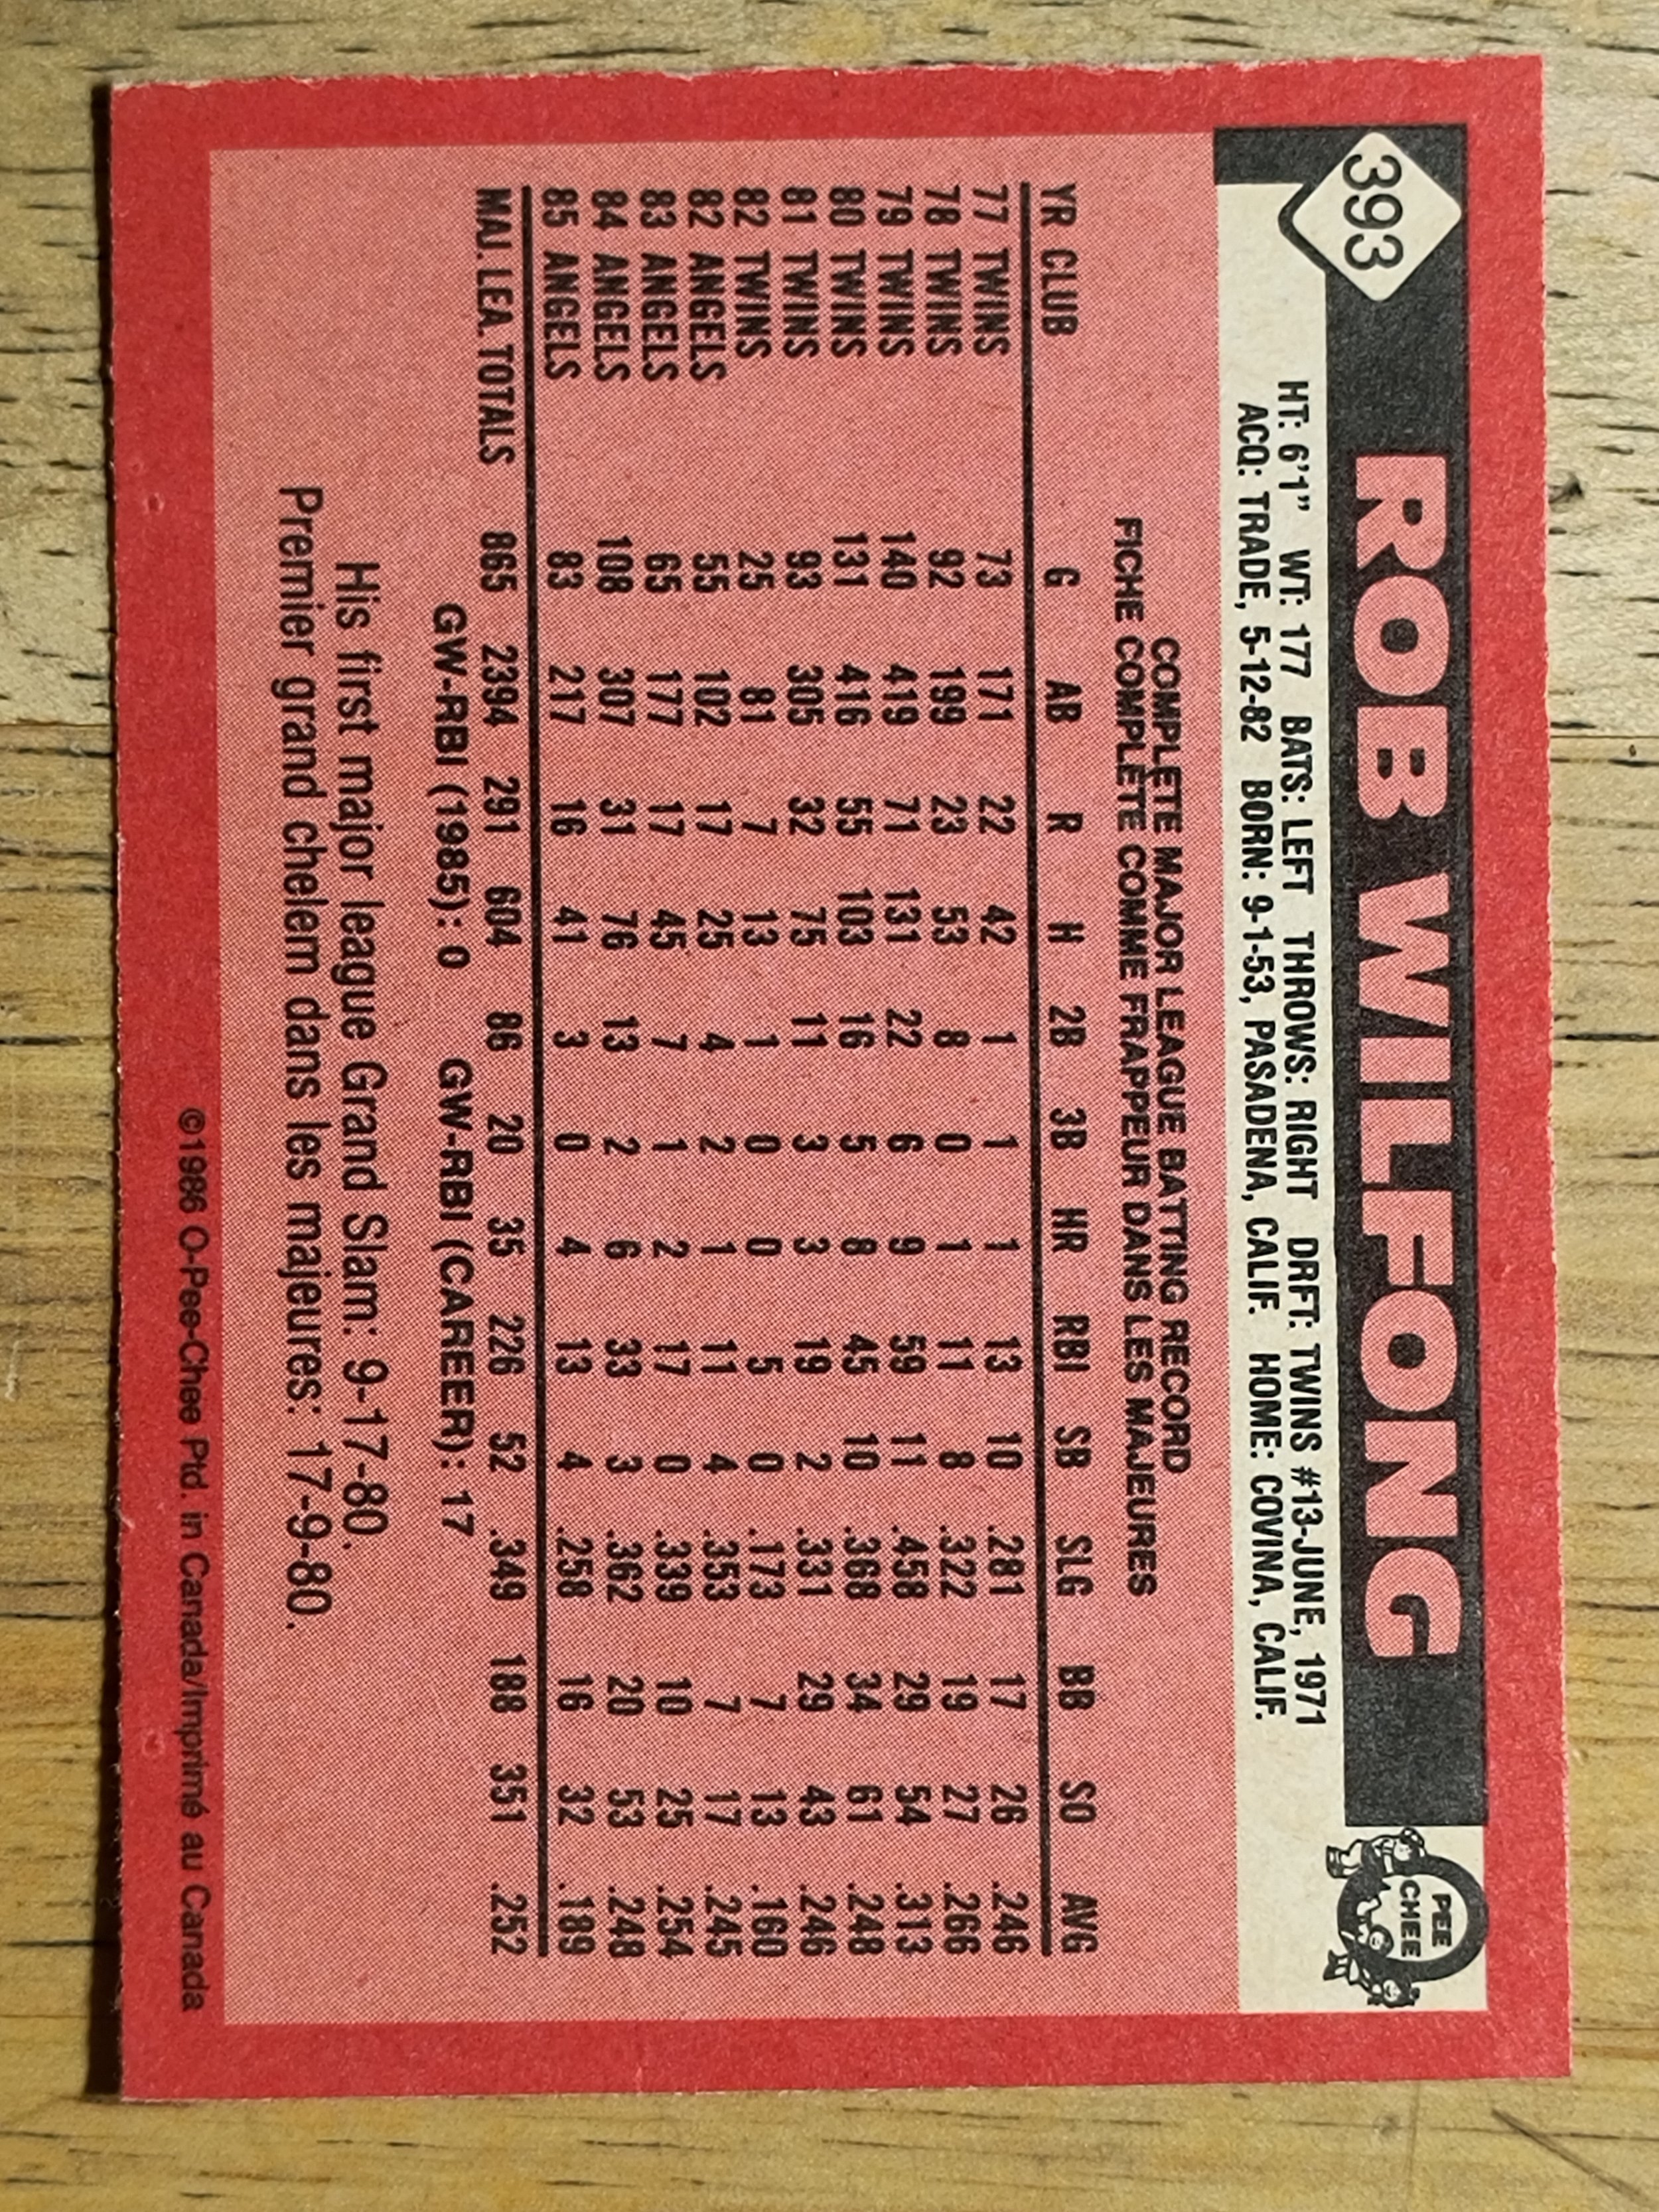 393 ROB WILFONG
PEE
CHEE
HT: 6'1" WT: 177 BATS: LEFT THROWS: RIGHT DRFT: TWINS #13-JUNE, 1971
ACQ: TRADE, 5-12-82 BORN: 9-1-53, PASADENA, CALIF. HOME: COVINA, CALIF.
COMPLETE MAJOR LEAGUE BATTING RECORD
FICHE COMPLÈTE COMME FRAPPEUR DANS LES MAJEURES
YR CLUB G AB R H 2B 3B HR RBI SB SLG BB SO AVG
77 TWINS 73 171 22 42 1 1 1 13 10 .281 17 26 .246
78 TWINS 92 199 23 53 8 0 1 11 8 .322 19 27 .266
79 TWINS 140 419 71 131 22 6 9 59 11 .458 29 54 .313
80 TWINS 131 416 55 103 16 5 8 45 10 .368 34 61 .248
81 TWINS 93 305 32 75 11 3 3 19 2 .331 29 43 .246
82 TWINS 25 81 7 13 1 0 0 5 0 .173 7 13 .160
82 ANGELS 55 102 17 25 4 2 1 11 4 .353 7 17 .245
83 ANGELS 65 177 17 45 7 1 2 17 0 .339 10 25 .254
84 ANGELS 108 307 31 76 13 2 6 33 3 .362 20 53 .248
85 ANGELS 83 217 16 41 3 0 4 13 4 .258 16 32 .189
MAJ. LEA. TOTALS 865 2394 291 604 86 20 35 226 52 .349 188 351 .252
GW-RBI (1985): 0 GW-RBI (CAREER): 17
His first major league Grand Slam: 9-17-80.
Premier grand chelem dans les majeures: 17-9-80.
©1986 O-Pee-Chee Ptd. in Canada/Imprimé au Canada